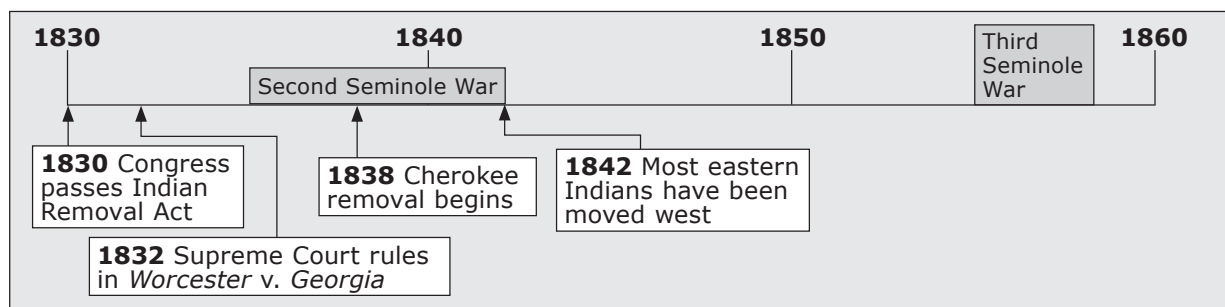 1830
1840
1850
1860
Second Seminole War
Third
Seminole
War
1830 Congress
passes Indian
Removal Act
1832 Supreme Court rules
in Worcester v. Georgia
1838 Cherokee
removal begins
1842 Most eastern
Indians have been
moved west